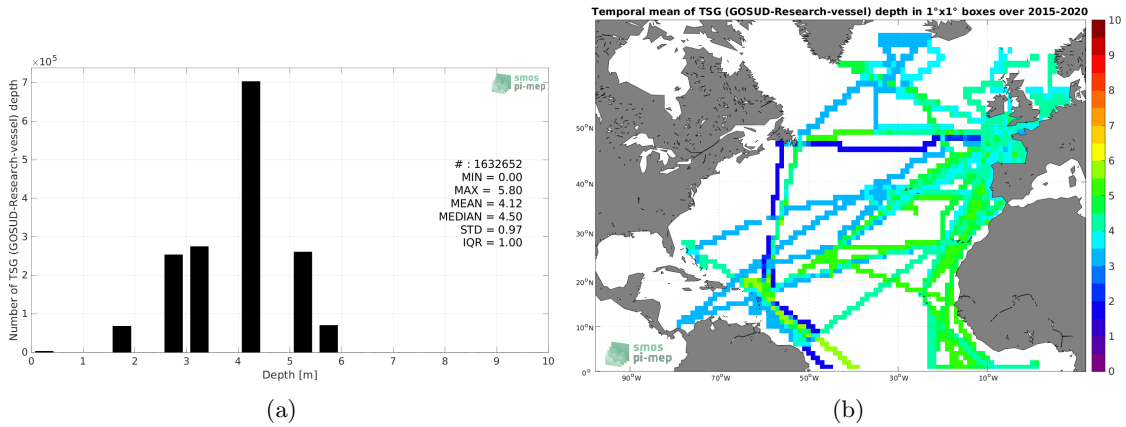 ×10⁵
7
6
5
4
3
2
1
0
Number of TSG (GOSUD-Research-vessel) depth
smos
pi-mep
# : 1632652
MIN = 0.00
MAX = 5.80
MEAN = 4.12
MEDIAN = 4.50
STD = 0.97
IQR = 1.00
0 1 2 3 4 5 6 7 8 9 10
Depth [m]
(a)
Temporal mean of TSG (GOSUD-Research-vessel) depth in 1°x1° boxes over 2015-2020
50°N
40°N
30°N
20°N
10°N
0°
90°W 70°W 50°W 30°W 10°W
smos
pi-mep
10
9
8
7
6
5
4
3
2
1
0
(b)